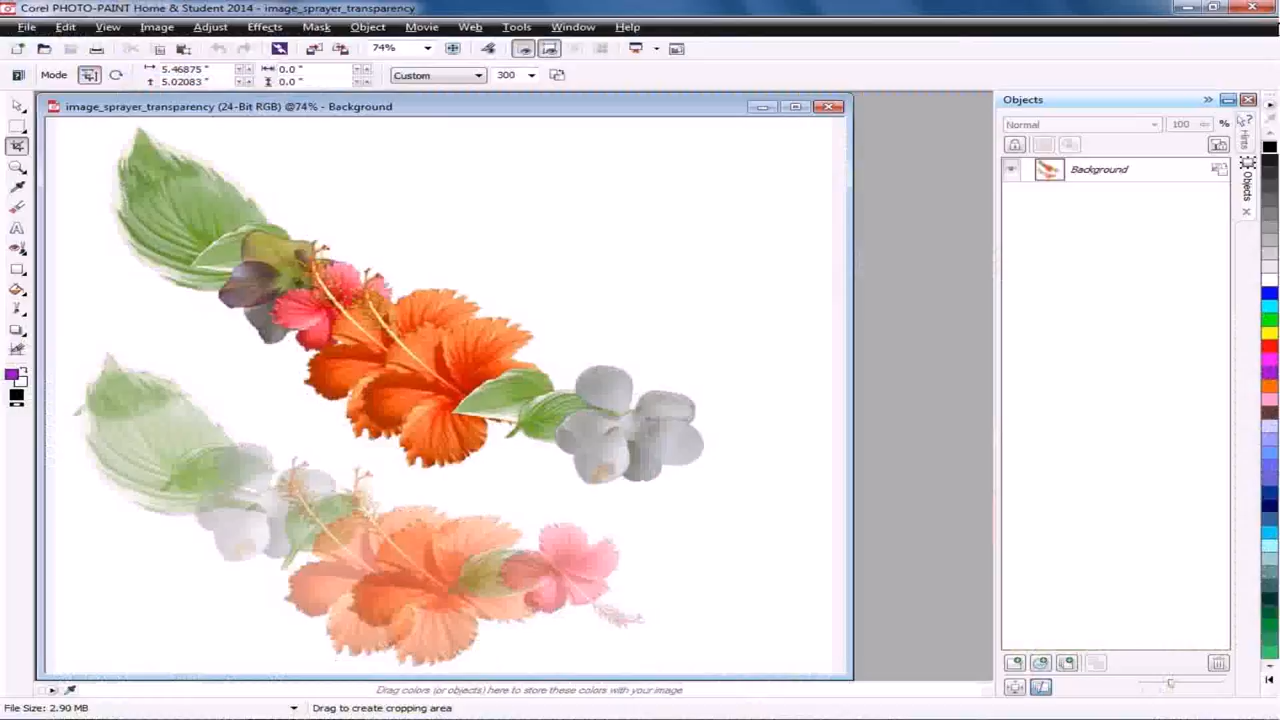 Corel PHOTO-PAINT Home & Student 2014 - image_sprayer_transparency
File Edit View Image Adjust Effects Mask Object Movie Web Tools Window Help
74%
Mode 5.46875 " 0.0 " Custom 300
5.02083 " 0.0 "
image_sprayer_transparency (24-Bit RGB) @74% - Background
Objects
Normal 100 %
Hints
Background
Objects
Drag colors (or objects) here to store these colors with your image
File Size: 2.90 MB Drag to create cropping area